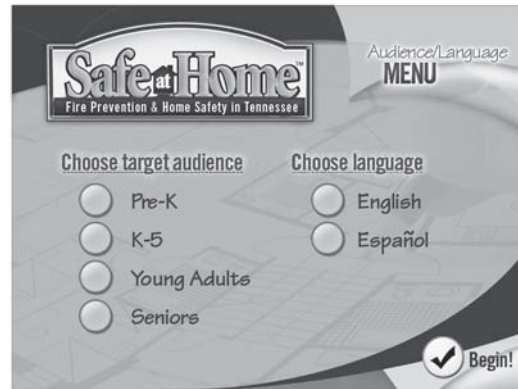 Safe at Home™
Fire Prevention & Home Safety in Tennessee
Audience/Language
MENU
Choose target audience
Pre-K
K-5
Young Adults
Seniors
Choose language
English
Español
Begin!